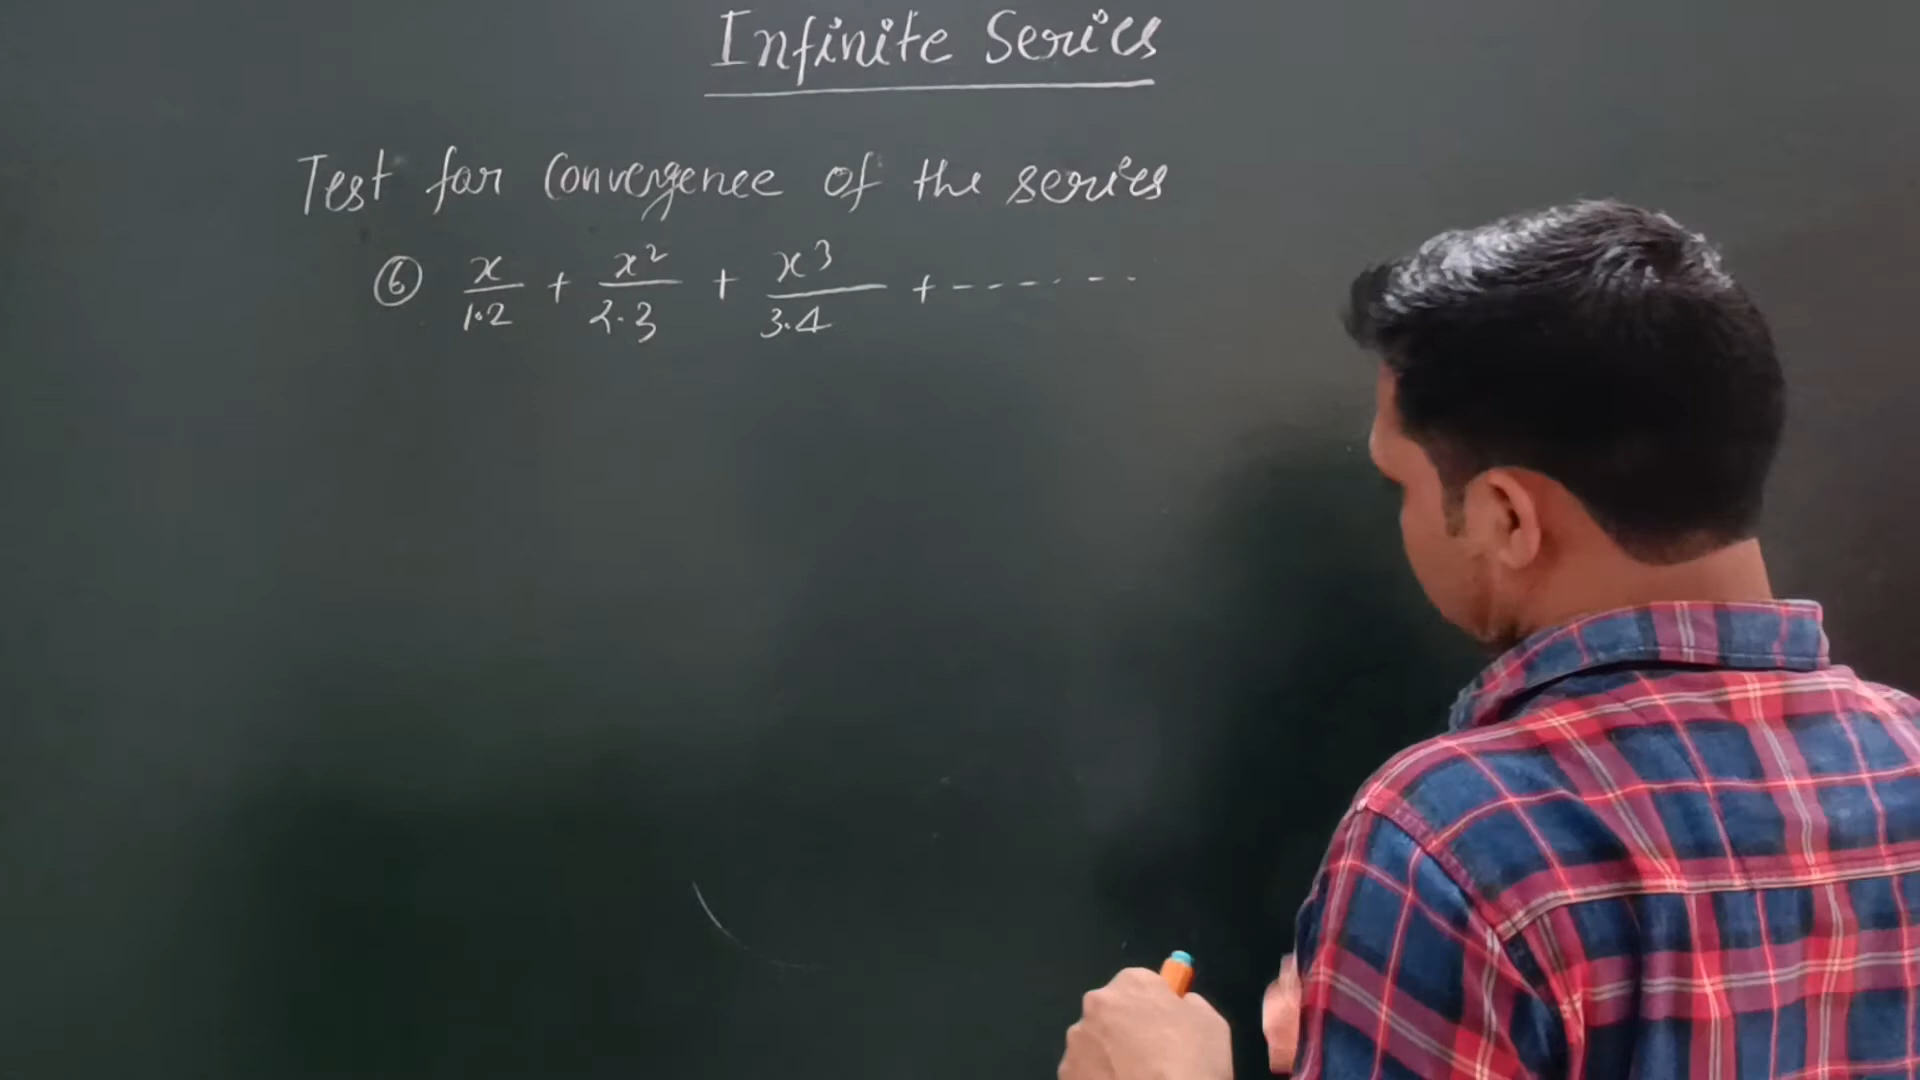 Infinite Series
Test for Convergence of the series
⑥ x/1.2 + x²/2.3 + x³/3.4 + - - - - - - -